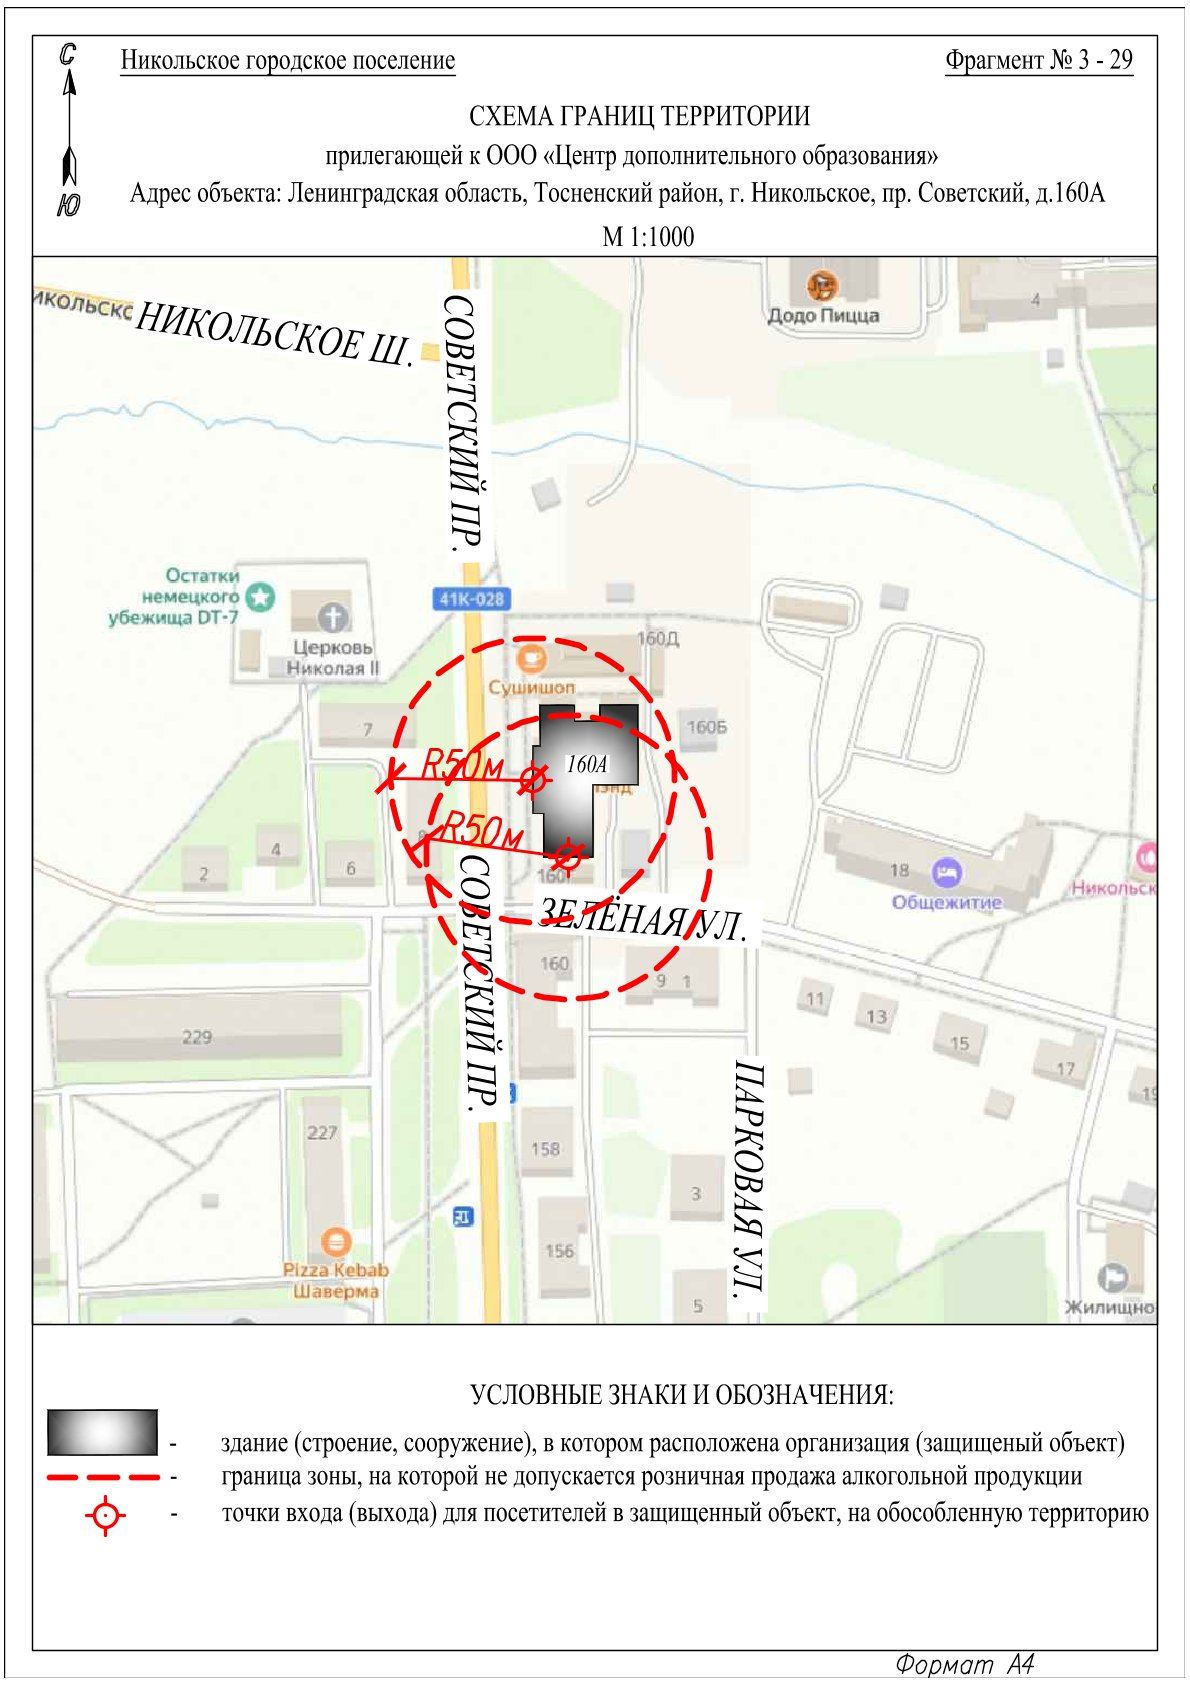 С
Ю
Никольское городское поселение
Фрагмент № 3 - 29
СХЕМА ГРАНИЦ ТЕРРИТОРИИ
прилегающей к ООО «Центр дополнительного образования»
Адрес объекта: Ленинградская область, Тосненский район, г. Никольское, пр. Советский, д.160А
М 1:1000
НИКОЛЬСКОЕ Ш.
СОВЕТСКИЙ ПР.
Додо Пицца
4
41К-028
Остатки
немецкого
убежища DT-7
Церковь
Николая II
160Д
Сушишоп
7
160Б
160А
R50м
R50м
2
4
6
8
18
Общежитие
Никольск
ЗЕЛЁНАЯ УЛ.
СОВЕТСКИЙ ПР.
160
9 1
11
13
15
17
19
229
227
158
156
3
5
ПАРКОВАЯ УЛ.
Pizza Kebab
Шаверма
Жилищно
УСЛОВНЫЕ ЗНАКИ И ОБОЗНАЧЕНИЯ:
- здание (строение, сооружение), в котором расположена организация (защищеный объект)
- граница зоны, на которой не допускается розничная продажа алкогольной продукции
- точки входа (выхода) для посетителей в защищенный объект, на обособленную территорию
Формат А4